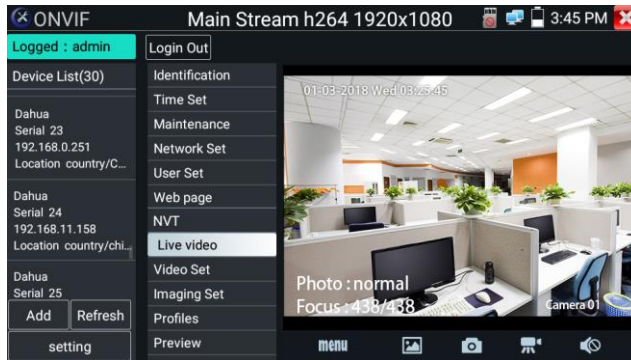 ONVIF
Main Stream h264 1920x1080
3:45 PM
Logged : admin
Login Out
Device List(30)
Dahua
Serial 23
192.168.0.251
Location country/C...
Dahua
Serial 24
192.168.11.158
Location country/chi...
Dahua
Serial 25
Add
Refresh
setting
Identification
Time Set
Maintenance
Network Set
User Set
Web page
NVT
Live video
Video Set
Imaging Set
Profiles
Preview
01-03-2018 Wed 03:25:45
Photo : normal
Focus : 438/438
Camera 01
menu